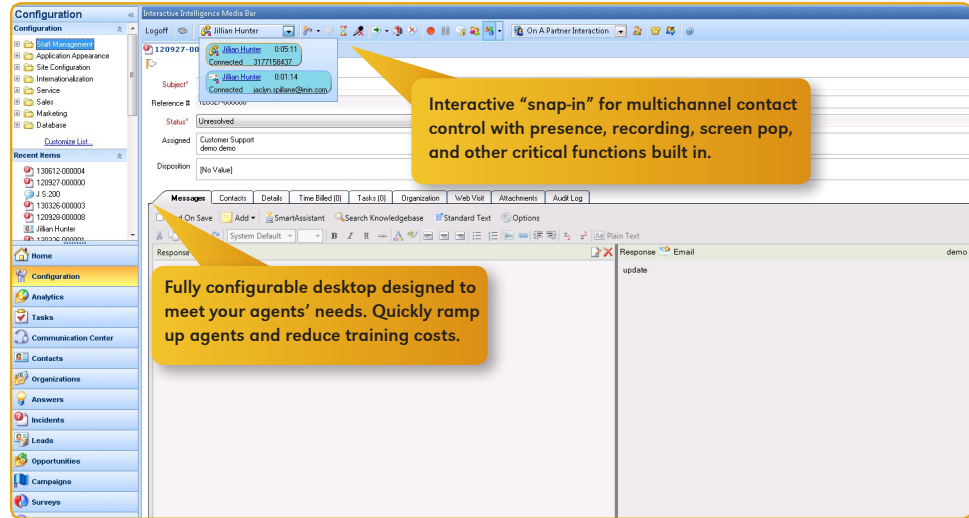 Configuration «
Interactive Intelligence Media Bar
Configuration
Logoff Jillian Hunter On A Partner Interaction
Staff Management
Application Appearance
Site Configuration
Internationalization
Service
Sales
Marketing
Database
Customize List...
Recent Items
130612-000004
120927-000000
J S:200
130326-000003
120928-000008
Jillian Hunter
Home
Configuration
Analytics
Tasks
Communication Center
Contacts
Organizations
Answers
Incidents
Leads
Opportunities
Campaigns
Surveys
120927-00
Jillian Hunter 0:05:11
Connected 3177158437
Jillian Hunter 0:01:14
Connected jaclyn.spillane@inin.com
Subject*
Reference #
Status* Unresolved
Assigned Customer Support
demo demo
Disposition [No Value]
Interactive “snap-in” for multichannel contact
control with presence, recording, screen pop,
and other critical functions built in.
Messages Contacts Details Time Billed (0) Tasks (0) Organization Web Visit Attachments Audit Log
On Save Add SmartAssistant Search Knowledgebase Standard Text Options
System Default B I U Plain Text
Response
Response Email demo
update
Fully configurable desktop designed to
meet your agents’ needs. Quickly ramp
up agents and reduce training costs.